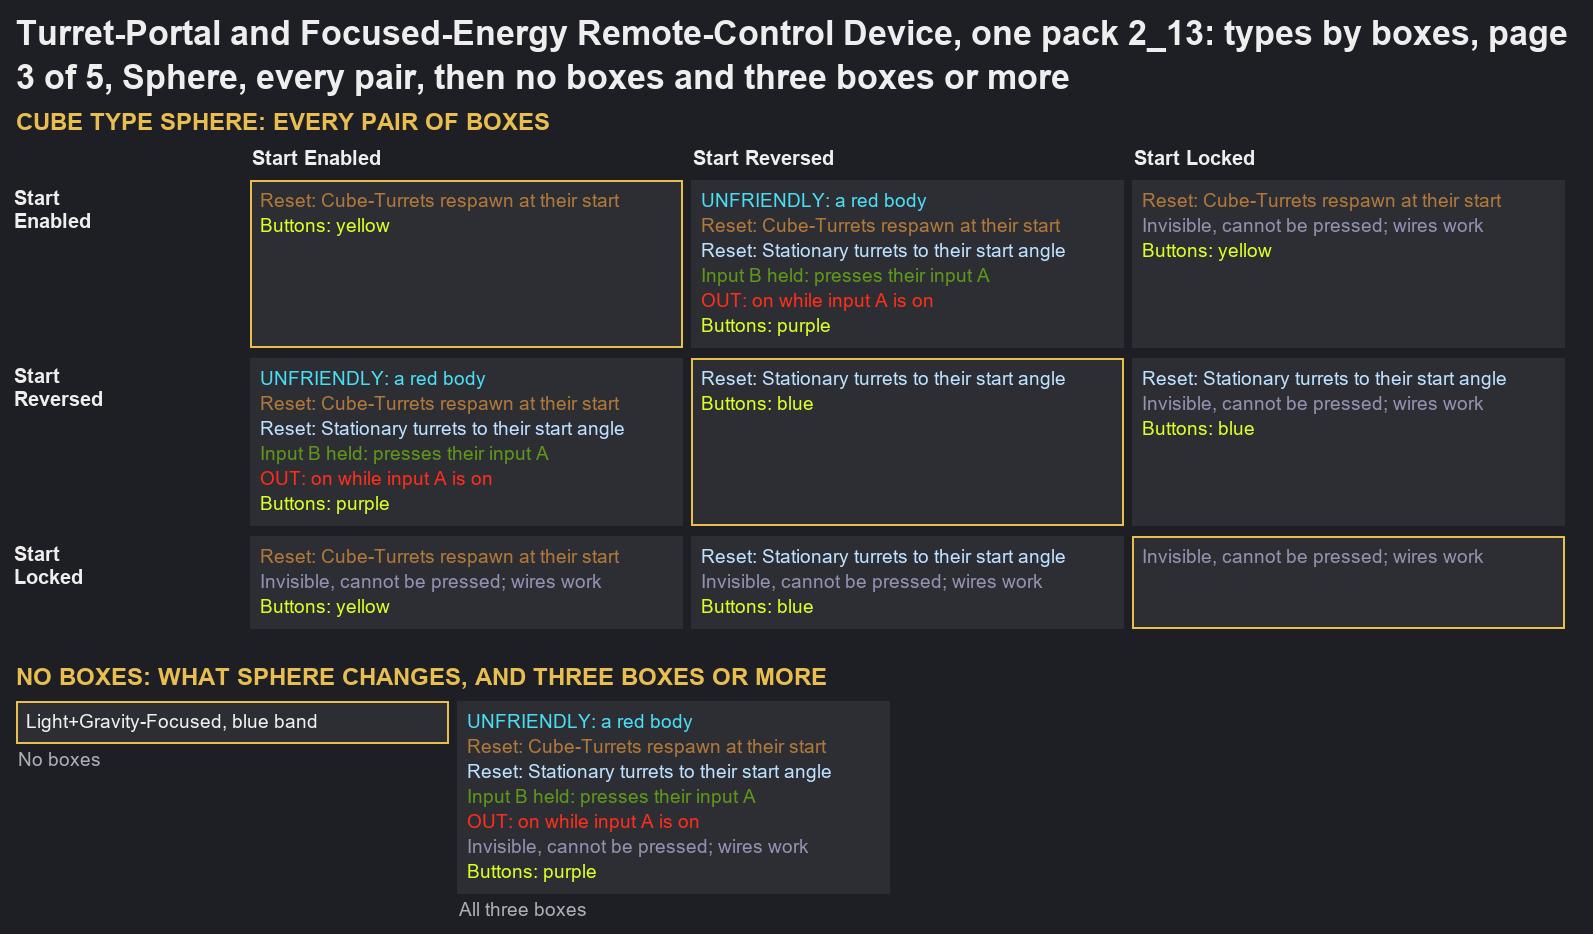 Turret-Portal and Focused-Energy Remote-Control Device, one pack 2_13: types by boxes, page
3 of 5, Sphere, every pair, then no boxes and three boxes or more
CUBE TYPE SPHERE: EVERY PAIR OF BOXES
Start Enabled
Start Reversed
Start Locked
Start
Enabled
Reset: Cube-Turrets respawn at their start
Buttons: yellow
UNFRIENDLY: a red body
Reset: Cube-Turrets respawn at their start
Reset: Stationary turrets to their start angle
Input B held: presses their input A
OUT: on while input A is on
Buttons: purple
Reset: Cube-Turrets respawn at their start
Invisible, cannot be pressed; wires work
Buttons: yellow
Start
Reversed
UNFRIENDLY: a red body
Reset: Cube-Turrets respawn at their start
Reset: Stationary turrets to their start angle
Input B held: presses their input A
OUT: on while input A is on
Buttons: purple
Reset: Stationary turrets to their start angle
Buttons: blue
Reset: Stationary turrets to their start angle
Invisible, cannot be pressed; wires work
Buttons: blue
Start
Locked
Reset: Cube-Turrets respawn at their start
Invisible, cannot be pressed; wires work
Buttons: yellow
Reset: Stationary turrets to their start angle
Invisible, cannot be pressed; wires work
Buttons: blue
Invisible, cannot be pressed; wires work
NO BOXES: WHAT SPHERE CHANGES, AND THREE BOXES OR MORE
Light+Gravity-Focused, blue band
No boxes
UNFRIENDLY: a red body
Reset: Cube-Turrets respawn at their start
Reset: Stationary turrets to their start angle
Input B held: presses their input A
OUT: on while input A is on
Invisible, cannot be pressed; wires work
Buttons: purple
All three boxes